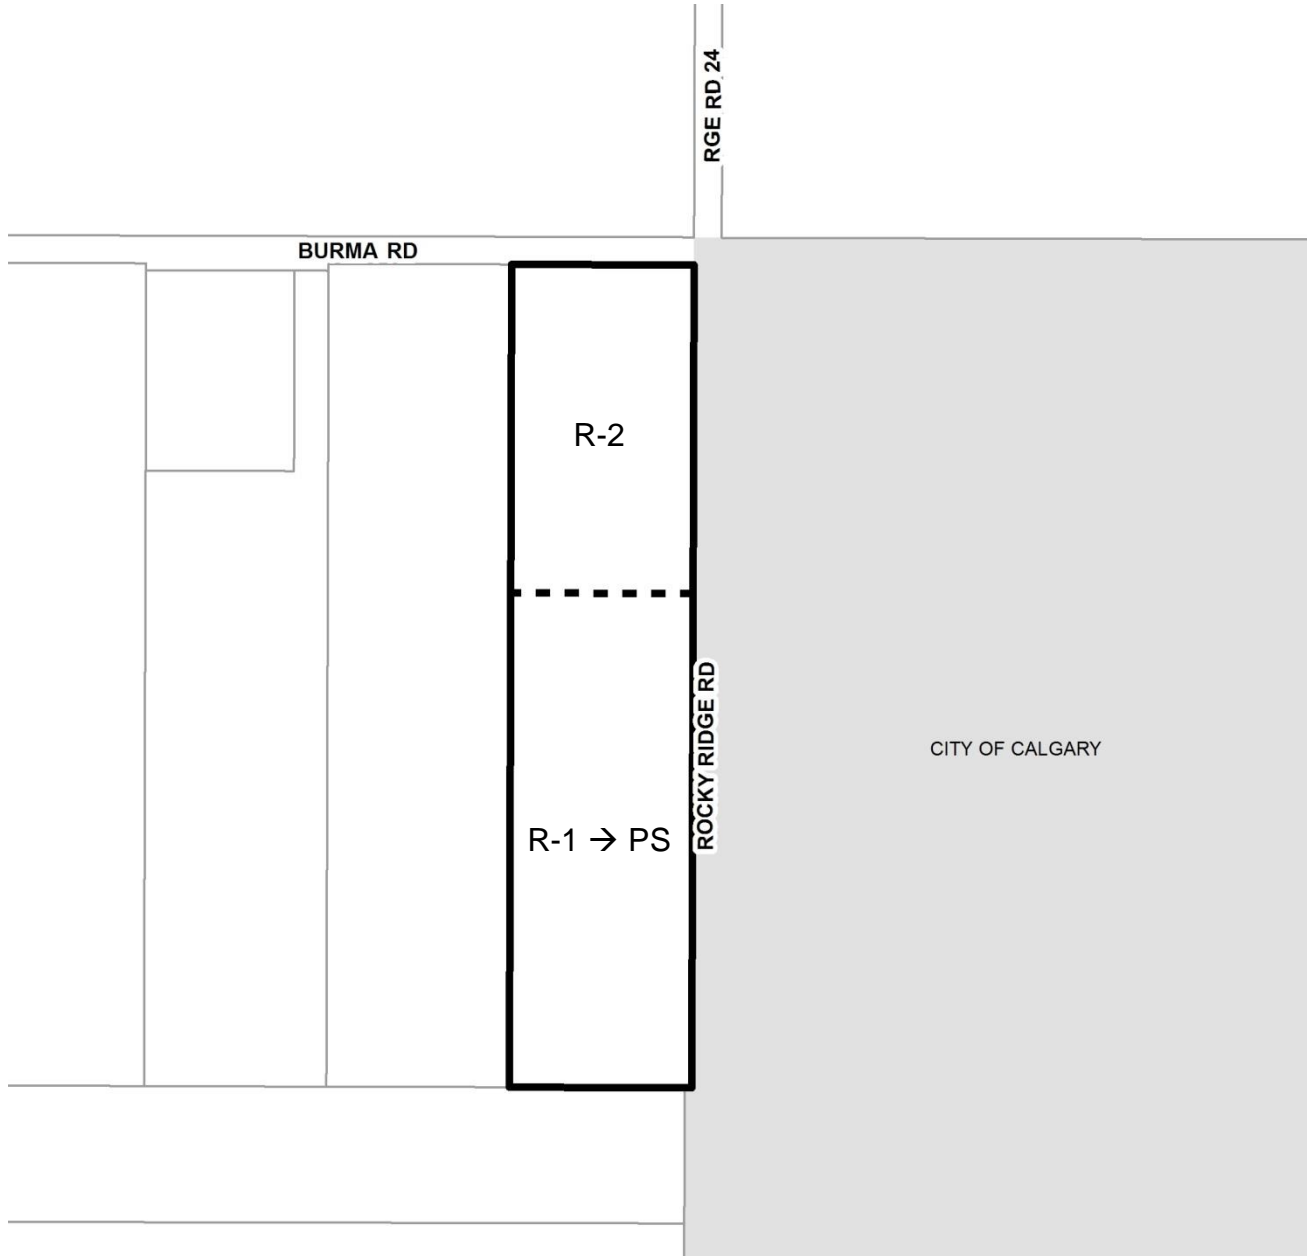 RGE RD 24
BURMA RD
R-2
ROCKY RIDGE RD
CITY OF CALGARY
R-1 → PS